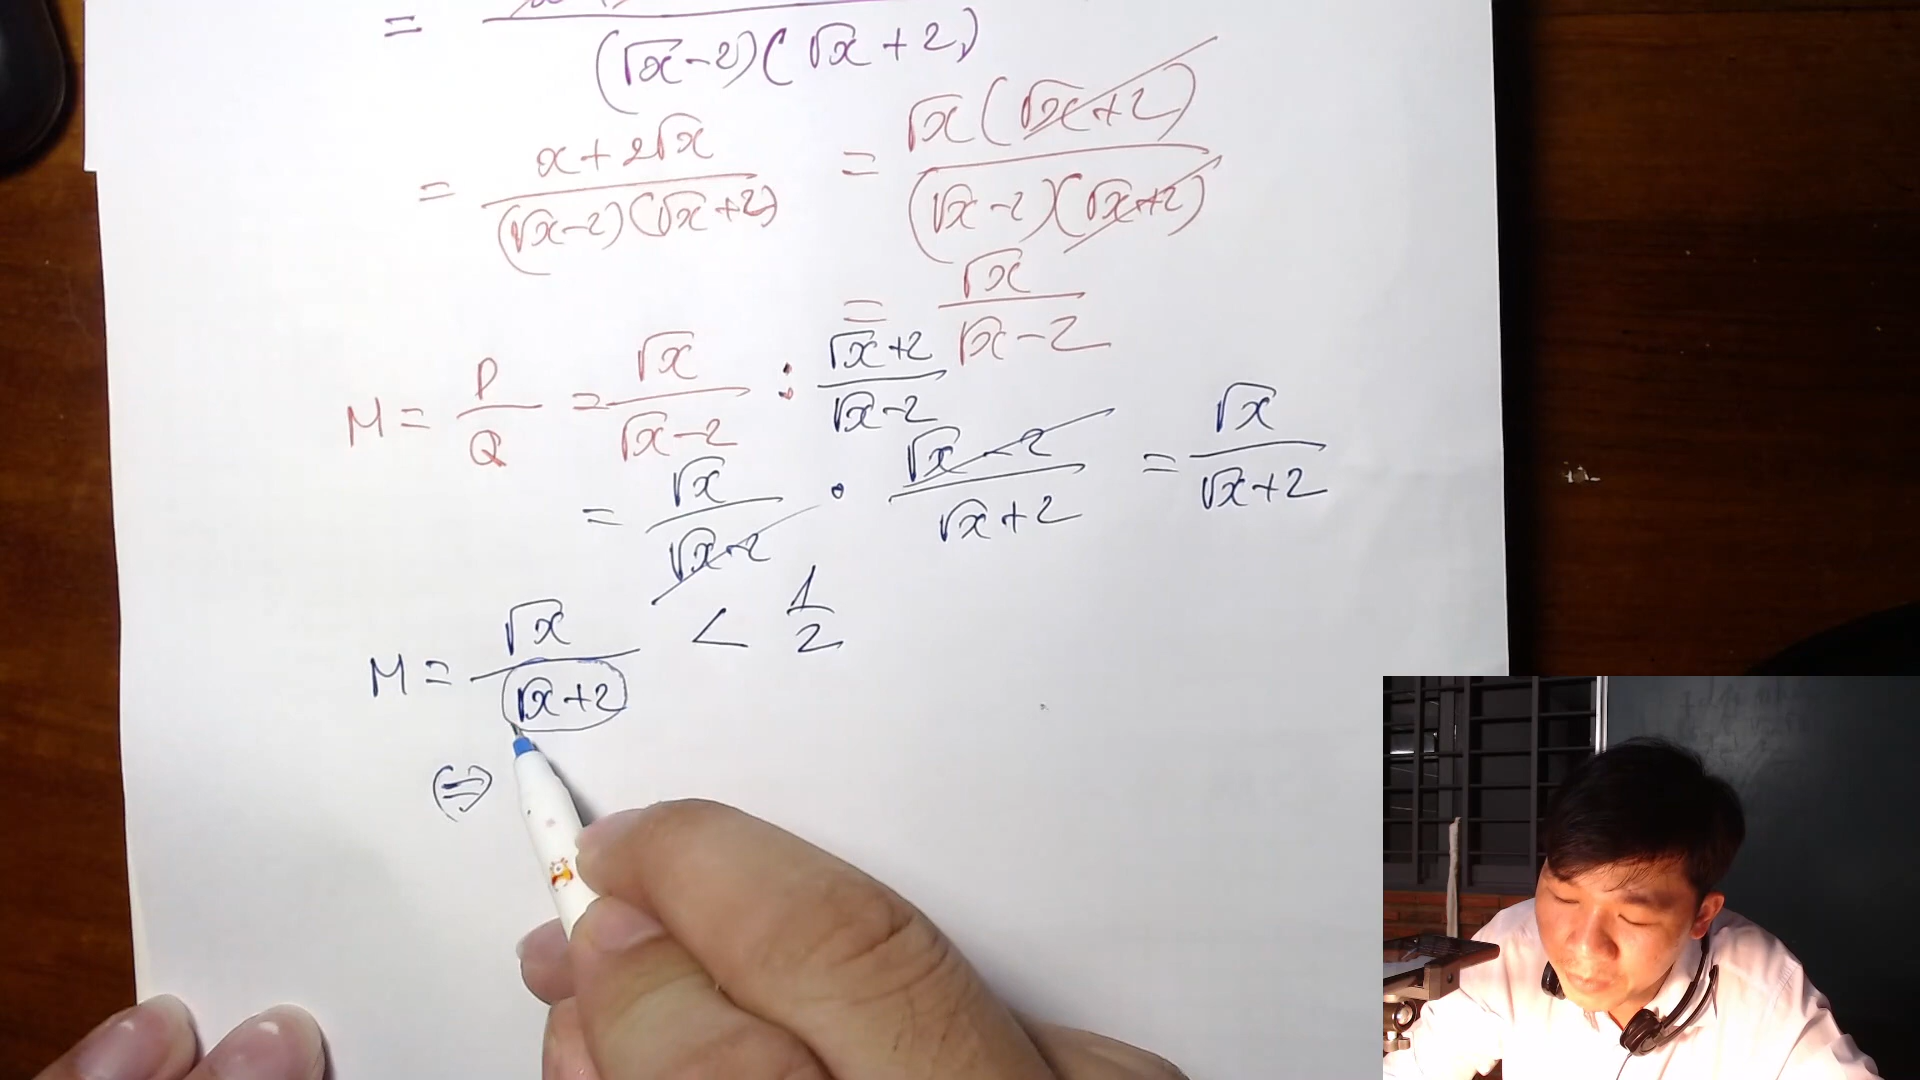 = (√x-2)(√x+2)
= x+2√x / (√x-2)(√x+2) = √x(√x+2) / (√x-2)(√x+2)
= √x / √x-2
M = P/Q = √x / √x-2 : √x+2 / √x-2
= √x / √x-2 · √x-2 / √x+2 = √x / √x+2
M = √x / √x+2 < 1/2
⇔